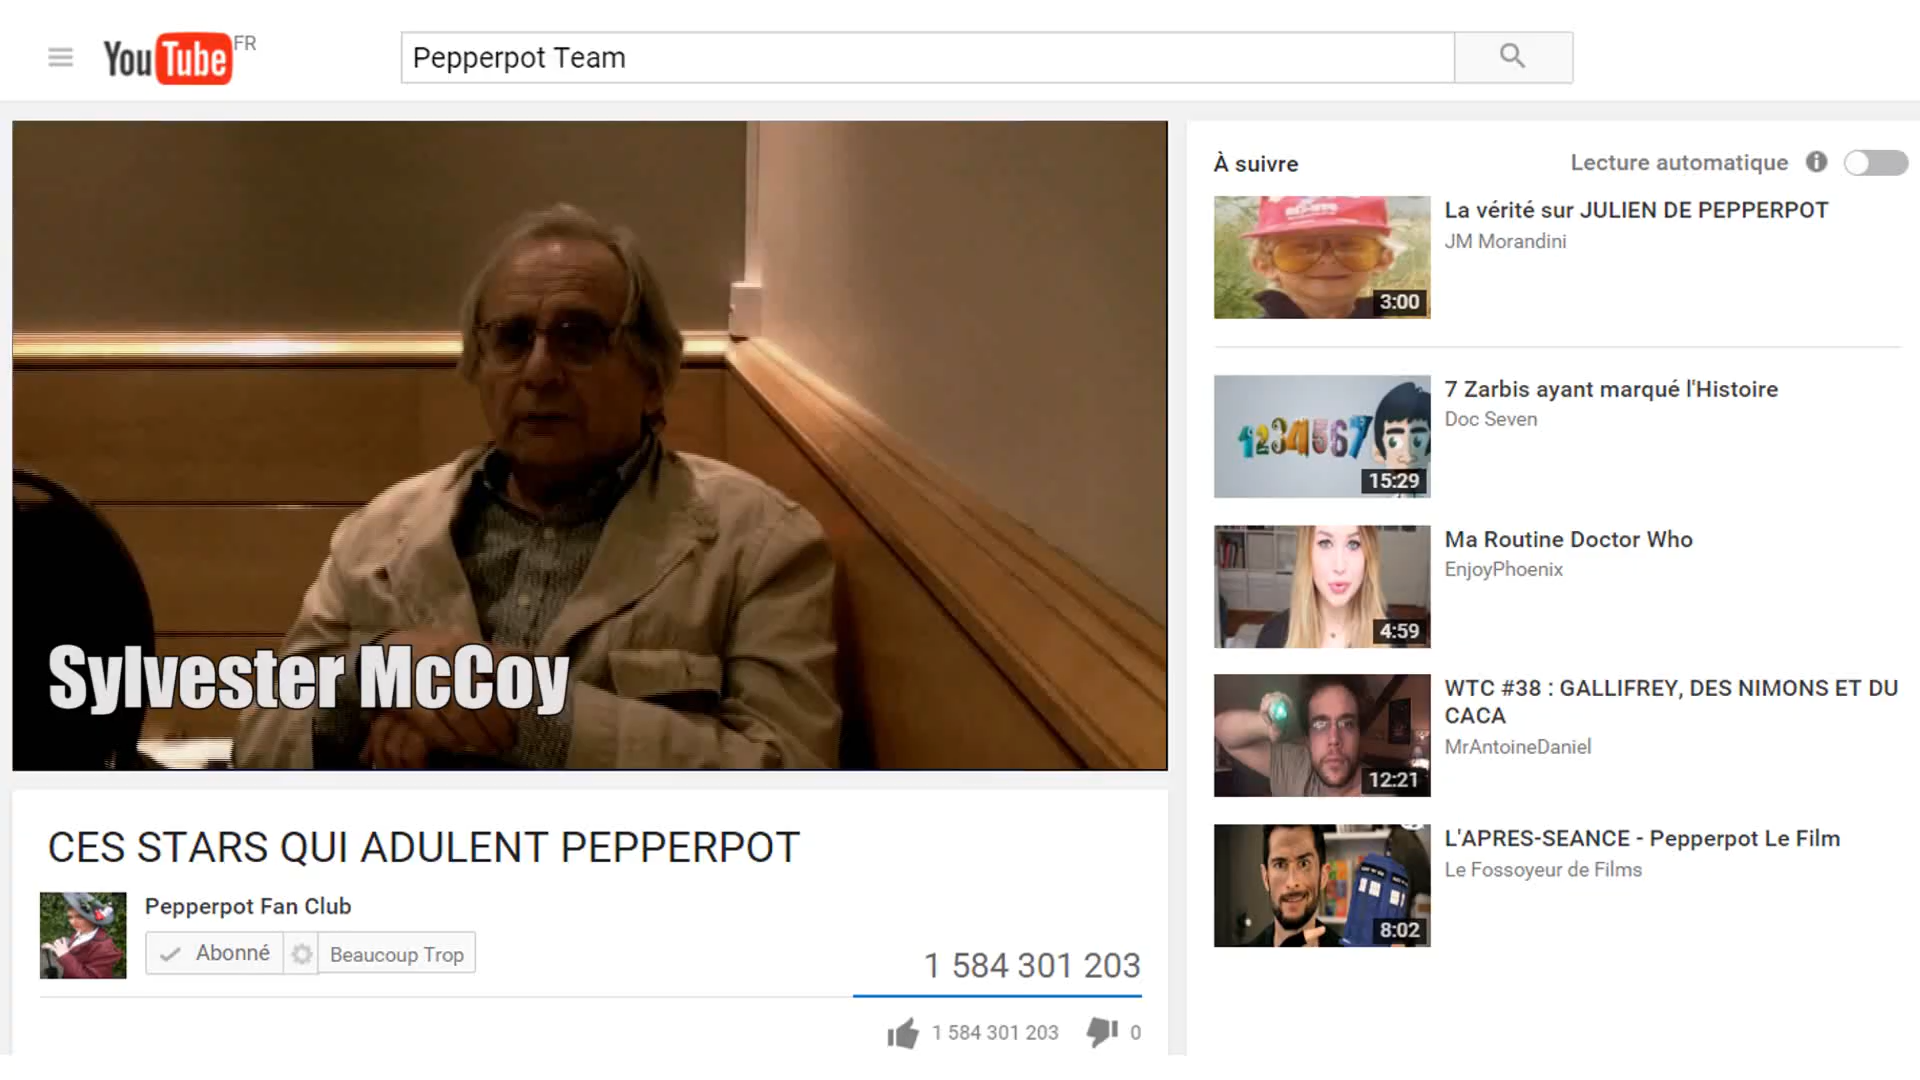 YouTube FR
Pepperpot Team
Sylvester McCoy
CES STARS QUI ADULENT PEPPERPOT
Pepperpot Fan Club
Abonné
Beaucoup Trop
1 584 301 203
1 584 301 203
0
À suivre
Lecture automatique
3:00
La vérité sur JULIEN DE PEPPERPOT
JM Morandini
1234567
15:29
7 Zarbis ayant marqué l'Histoire
Doc Seven
4:59
Ma Routine Doctor Who
EnjoyPhoenix
12:21
WTC #38 : GALLIFREY, DES NIMONS ET DU
CACA
MrAntoineDaniel
8:02
L'APRES-SEANCE - Pepperpot Le Film
Le Fossoyeur de Films